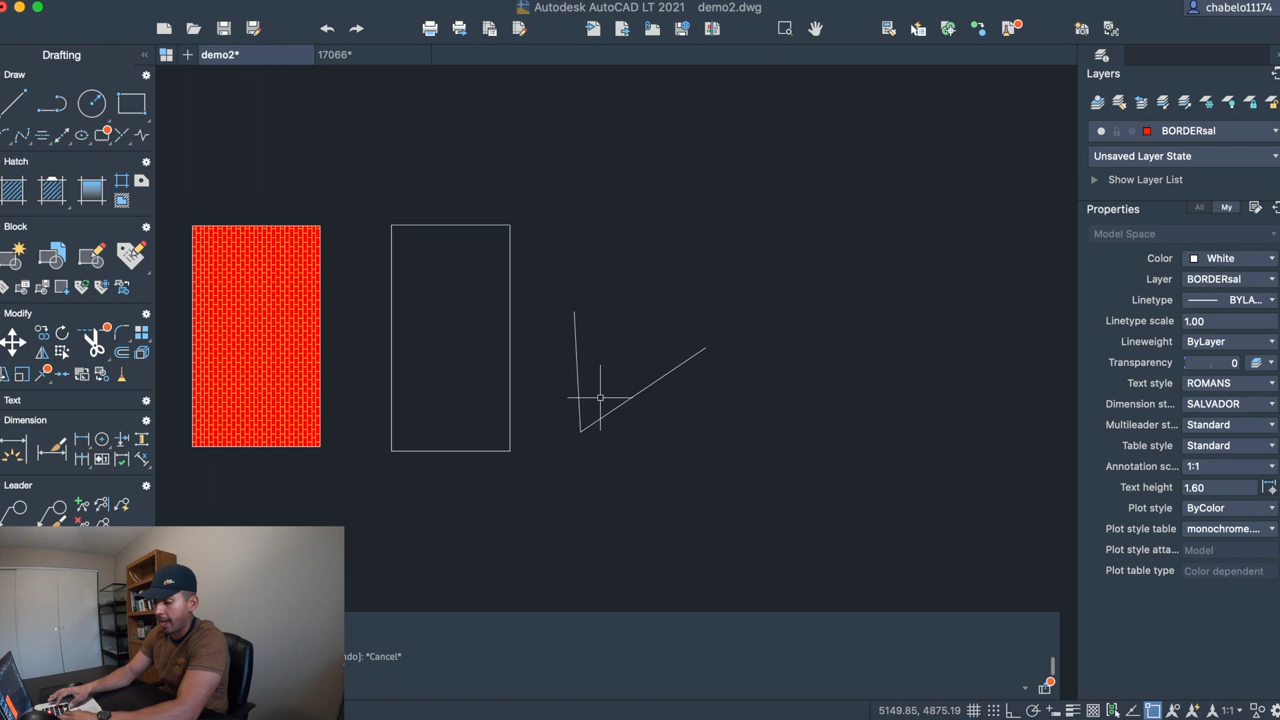 Autodesk AutoCAD LT 2021 demo2.dwg
chabelo11174
Drafting
demo2*
17066*
Draw
Hatch
Block
Modify
Text
Dimension
Leader
ndo]: *Cancel*
Layers
BORDERsal
Unsaved Layer State
Show Layer List
Properties
All
My
Model Space
Color White
Layer BORDERsal
Linetype BYLA...
Linetype scale 1.00
Lineweight ByLayer
Transparency 0
Text style ROMANS
Dimension st... SALVADOR
Multileader st... Standard
Table style Standard
Annotation sc... 1:1
Text height 1.60
Plot style ByColor
Plot style table monochrome....
Plot style atta... Model
Plot table type Color dependent
5149.85, 4875.19
1:1